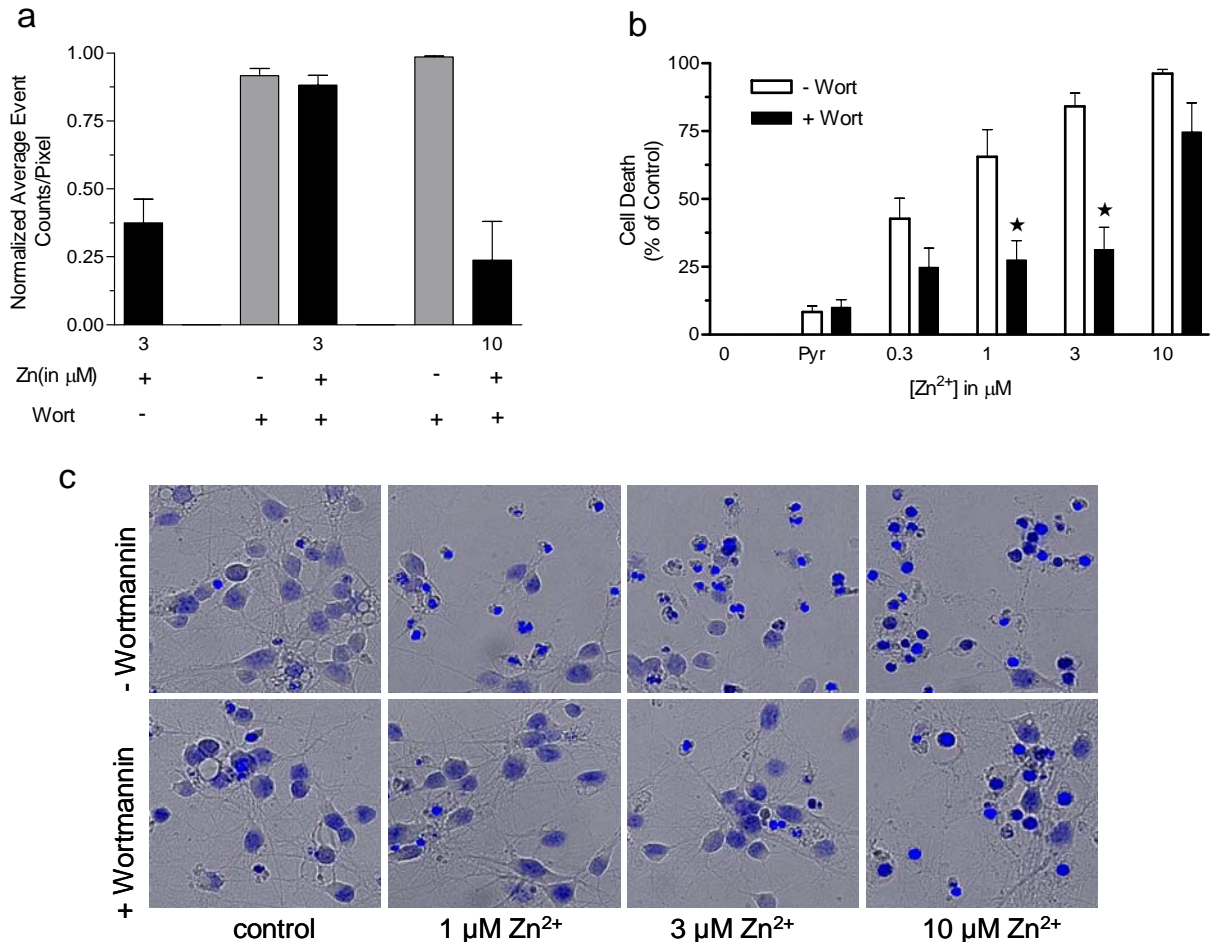 a
Normalized Average Event
Counts/Pixel
1.00
0.75
0.50
0.25
0.00
3 3 10
Zn(in μM) + - + - +
Wort - + + + +
b
Cell Death
(% of Control)
100
75
50
25
0
- Wort
+ Wort
★ ★
0 Pyr 0.3 1 3 10
[Zn²⁺] in μM
c
- Wortmannin
+ Wortmannin
control 1 μM Zn²⁺ 3 μM Zn²⁺ 10 μM Zn²⁺